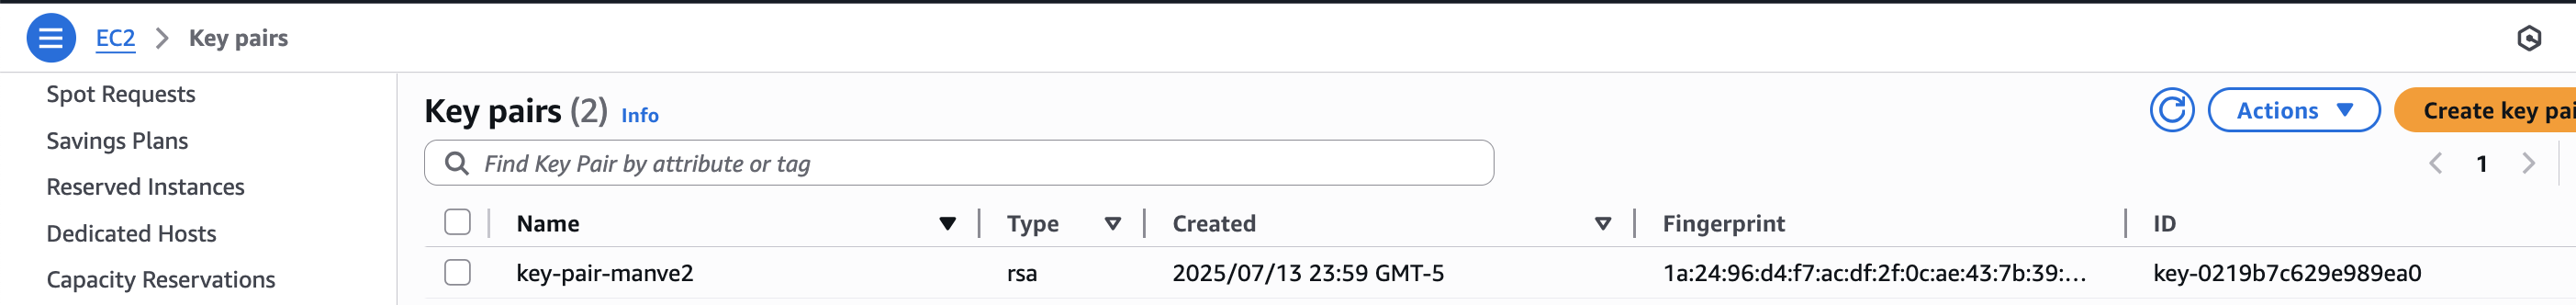 EC2 > Key pairs
Spot Requests
Savings Plans
Reserved Instances
Dedicated Hosts
Capacity Reservations
Key pairs (2) Info
Actions
Create key pai
Find Key Pair by attribute or tag
1
Name Type Created Fingerprint ID
key-pair-manve2 rsa 2025/07/13 23:59 GMT-5 1a:24:96:d4:f7:ac:df:2f:0c:ae:43:7b:39:... key-0219b7c629e989ea0